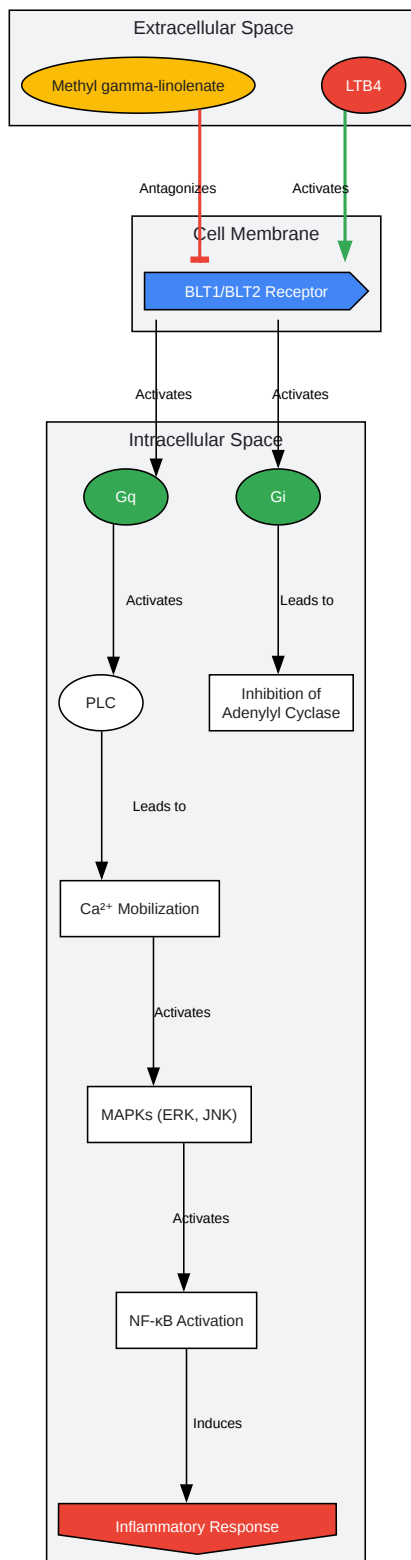 Extracellular Space
Methyl gamma-linolenate
LTB4
Antagonizes
Activates
Cell Membrane
BLT1/BLT2 Receptor
Activates
Activates
Intracellular Space
Gq
Gi
Activates
Leads to
PLC
Inhibition of
Adenylyl Cyclase
Leads to
Ca²⁺ Mobilization
Activates
MAPKs (ERK, JNK)
Activates
NF-κB Activation
Induces
Inflammatory Response